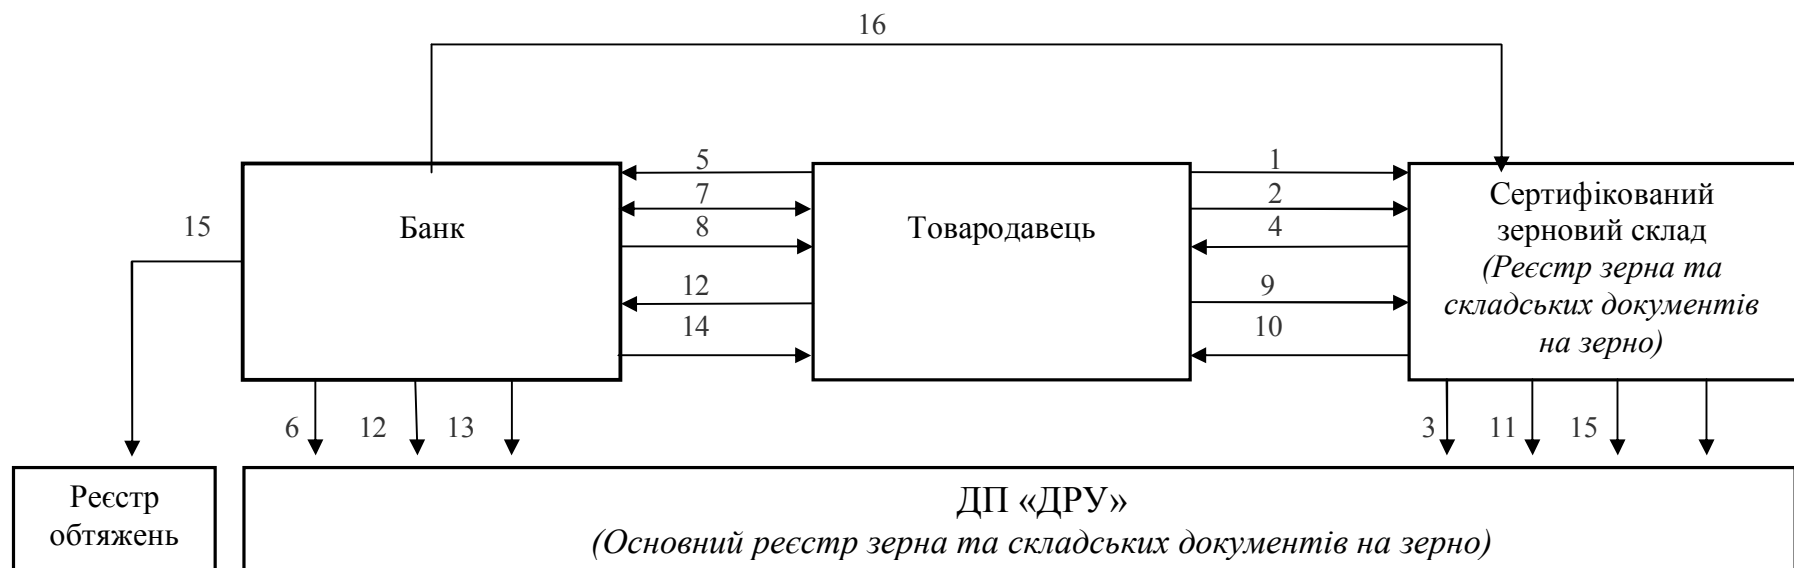 16
5
1
7
2
8
4
12
9
14
10
15
Банк
Товародавець
Сертифікований
зерновий склад
(Реєстр зерна та
складських документів
на зерно)
6
12
13
3
11
15
Реєстр
обтяжень
ДП «ДРУ»
(Основний реєстр зерна та складських документів на зерно)